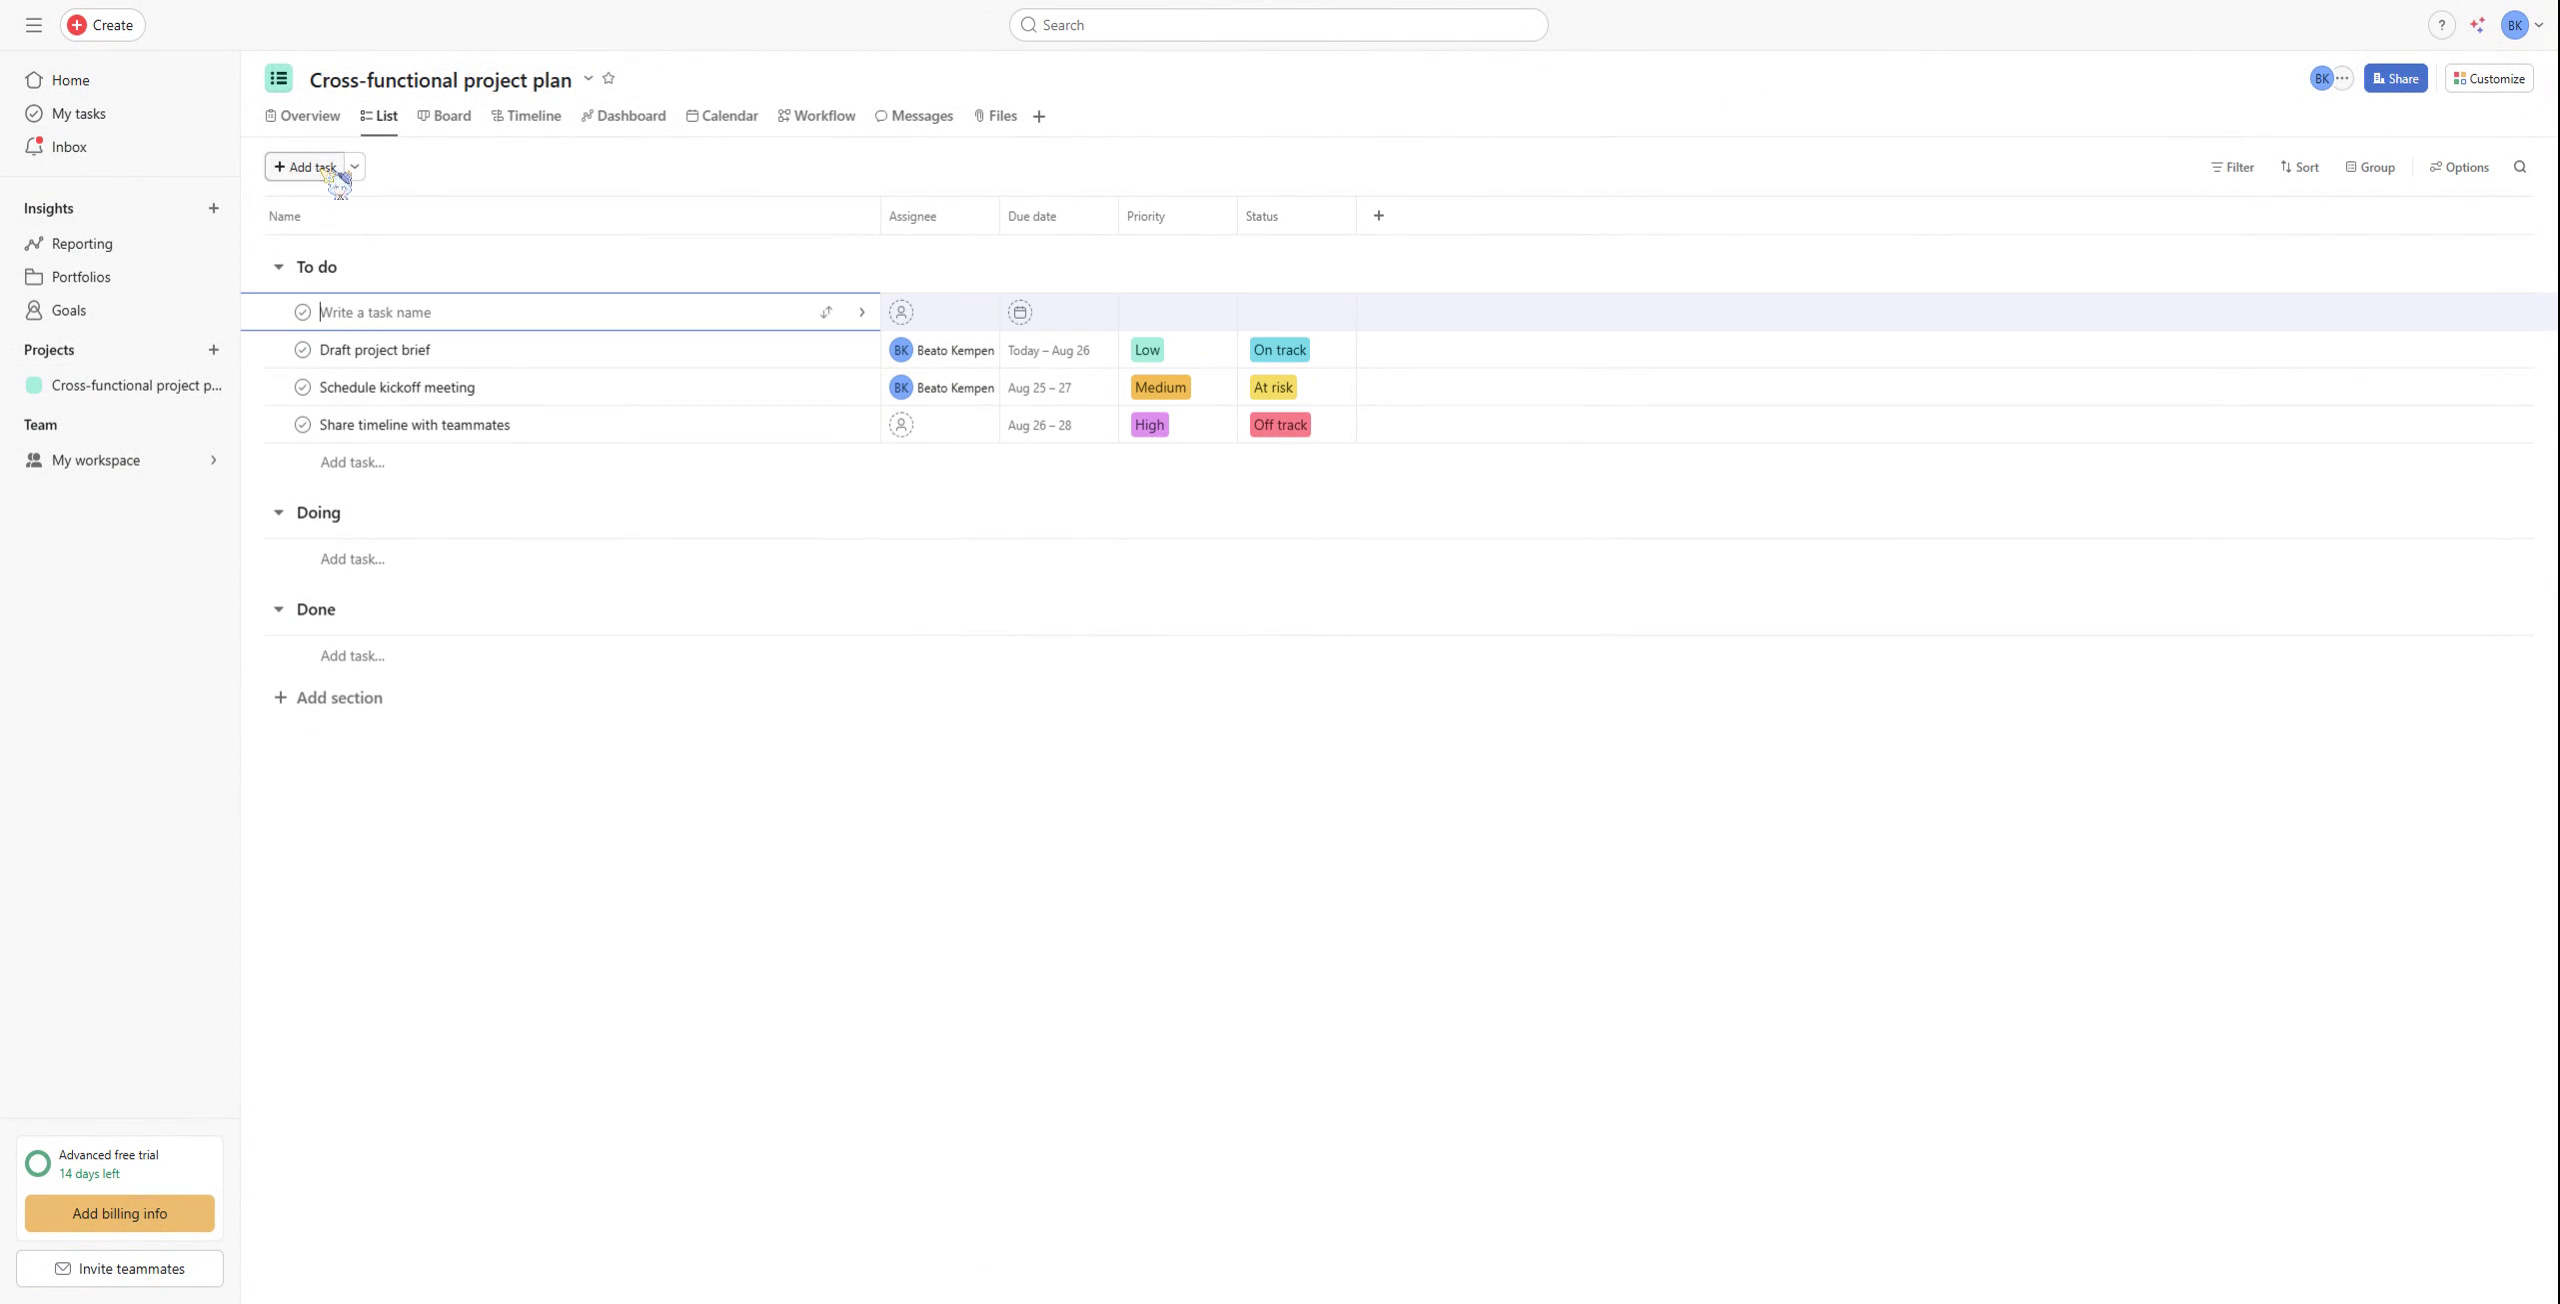 Create
Search
?
BK
Home
My tasks
Inbox
Insights
Reporting
Portfolios
Goals
Projects
Cross-functional project p...
Team
My workspace
Cross-functional project plan
BK
Share
Customize
Overview
List
Board
Timeline
Dashboard
Calendar
Workflow
Messages
Files
Add task
Filter
Sort
Group
Options
Name
Assignee
Due date
Priority
Status
To do
Write a task name
Draft project brief
BK Beato Kempen
Today – Aug 26
Low
On track
Schedule kickoff meeting
BK Beato Kempen
Aug 25 – 27
Medium
At risk
Share timeline with teammates
Aug 26 – 28
High
Off track
Add task...
Doing
Add task...
Done
Add task...
Add section
Advanced free trial
14 days left
Add billing info
Invite teammates